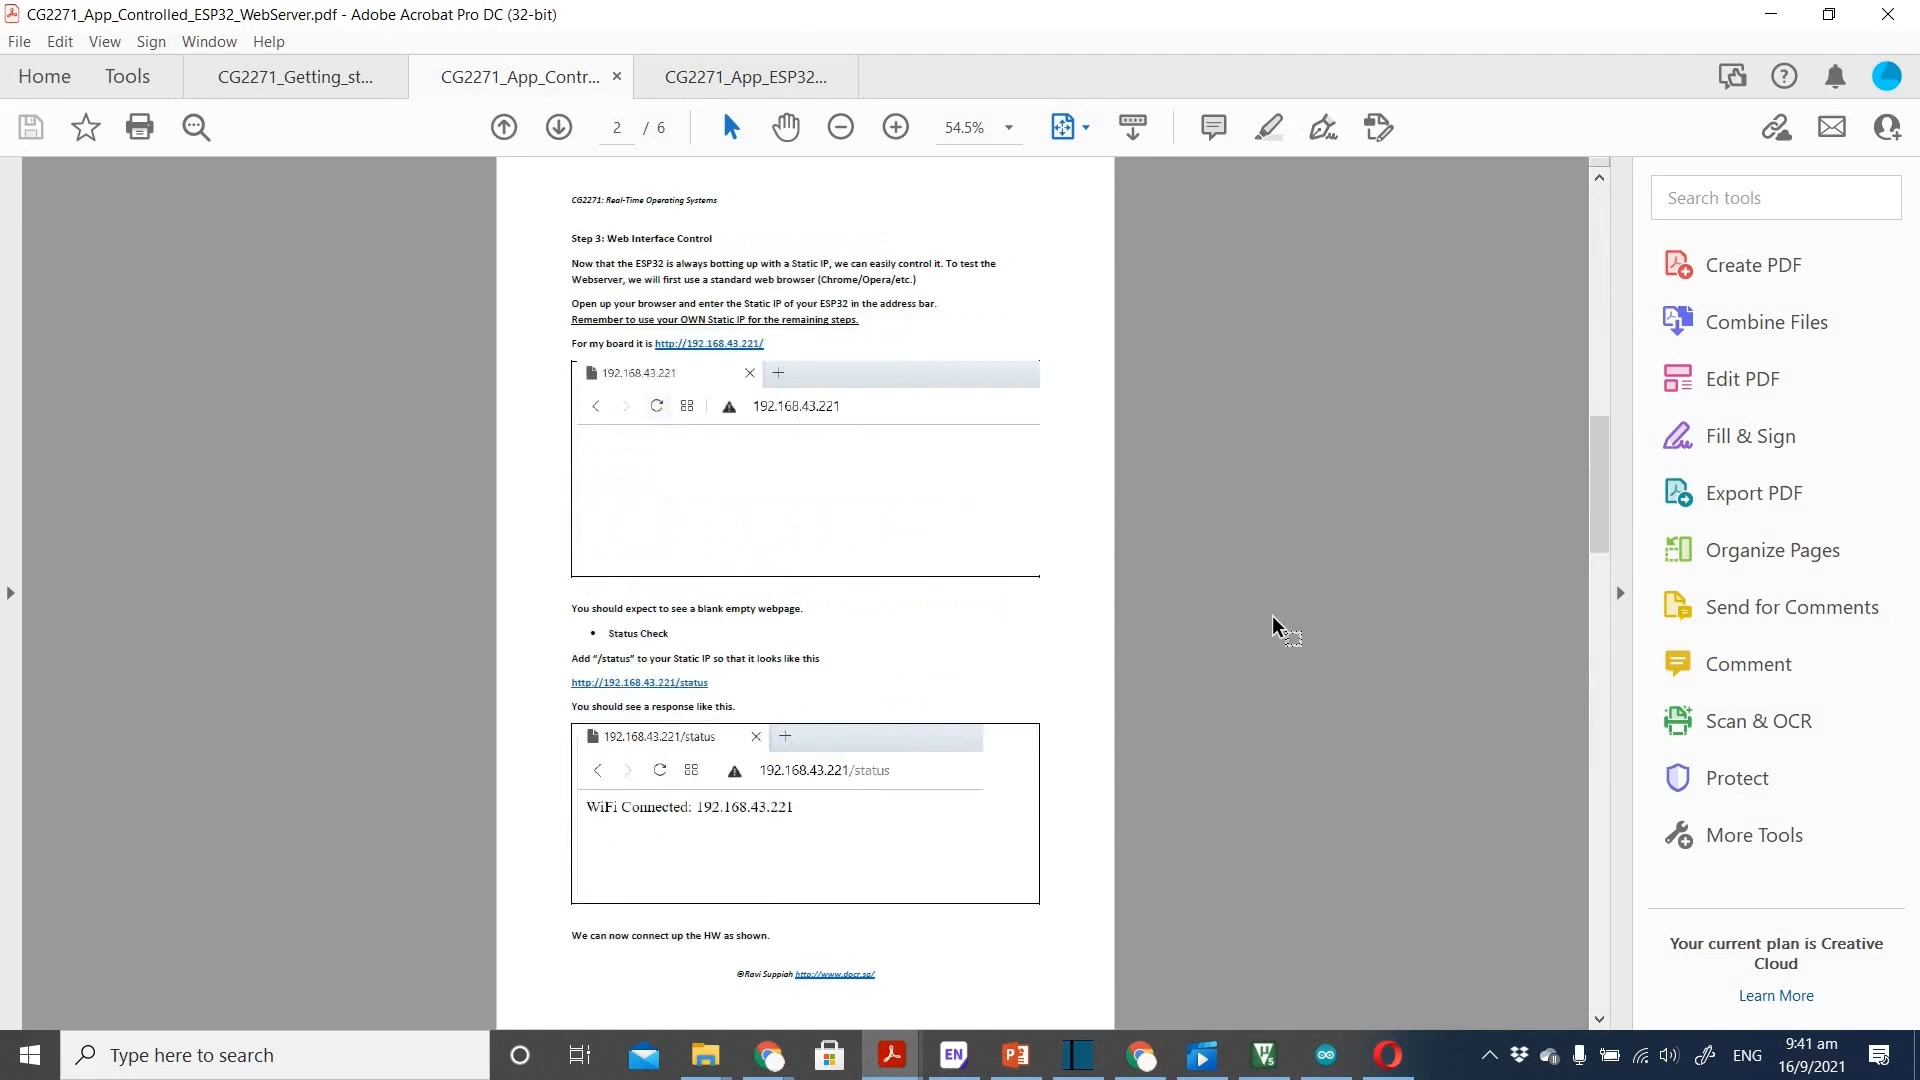 CG2271_App_Controlled_ESP32_WebServer.pdf - Adobe Acrobat Pro DC (32-bit)
File Edit View Sign Window Help
Home Tools CG2271_Getting_st... CG2271_App_Contr... CG2271_App_ESP32...
2 / 6 54.5%
CG2271: Real-Time Operating Systems
Step 3: Web Interface Control
Now that the ESP32 is always botting up with a Static IP, we can easily control it. To test the
Webserver, we will first use a standard web browser (Chrome/Opera/etc.)
Open up your browser and enter the Static IP of your ESP32 in the address bar.
Remember to use your OWN Static IP for the remaining steps.
For my board it is http://192.168.43.221/
192.168.43.221
192.168.43.221
You should expect to see a blank empty webpage.
• Status Check
Add “/status” to your Static IP so that it looks like this
http://192.168.43.221/status
You should see a response like this.
192.168.43.221/status
192.168.43.221/status
WiFi Connected: 192.168.43.221
We can now connect up the HW as shown.
©Ravi Suppiah http://www.docr.sg/
Search tools
Create PDF
Combine Files
Edit PDF
Fill & Sign
Export PDF
Organize Pages
Send for Comments
Comment
Scan & OCR
Protect
More Tools
Your current plan is Creative
Cloud
Learn More
Type here to search
EN
ENG
9:41 am
16/9/2021